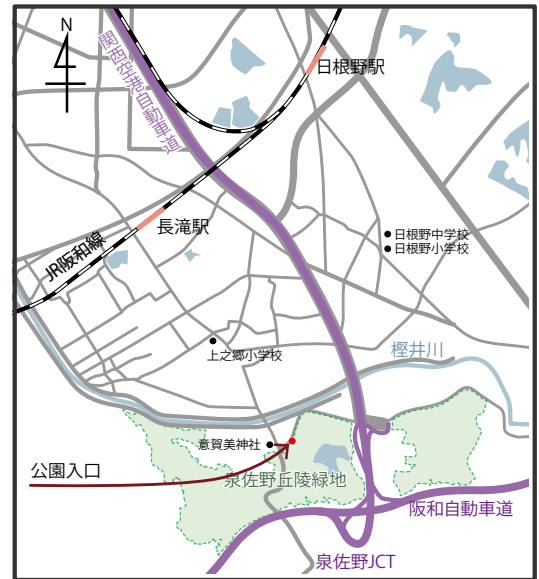 N
日根野駅
関西空港自動車道
長滝駅
日根野中学校
日根野小学校
JR阪和線
上之郷小学校
樫井川
意賀美神社
公園入口
泉佐野丘陵緑地
阪和自動車道
泉佐野JCT